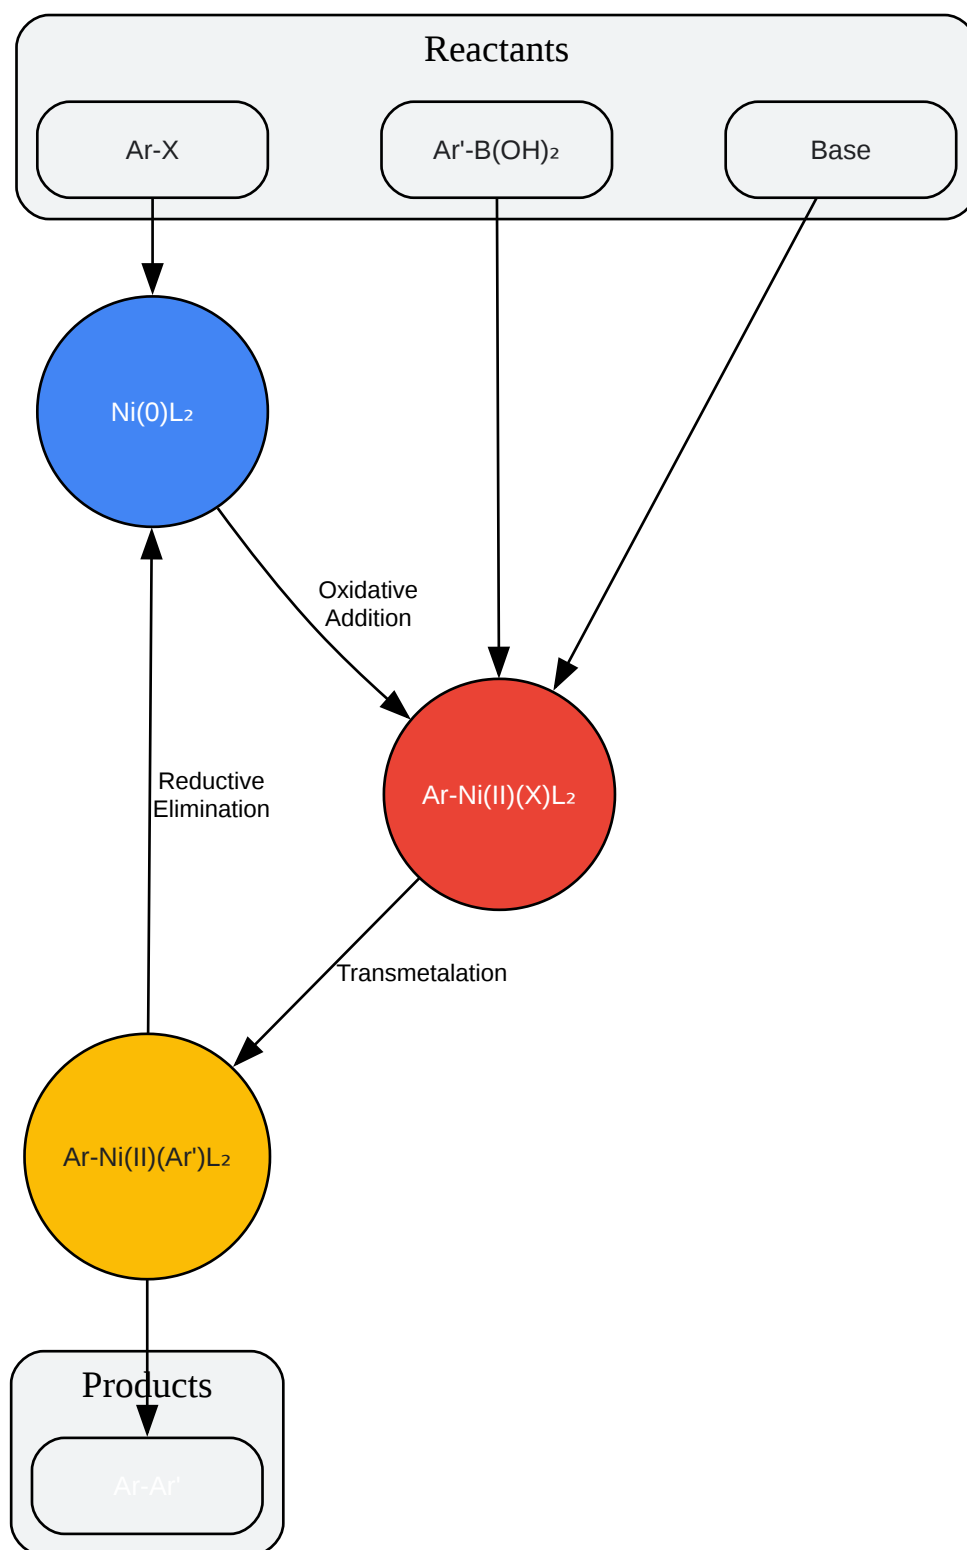 Reactants
Ar-X
Ar'-B(OH)₂
Base
Ni(0)L₂
Oxidative
Addition
Reductive
Elimination
Ar-Ni(II)(X)L₂
Transmetalation
Ar-Ni(II)(Ar')L₂
Products
Ar-Ar'